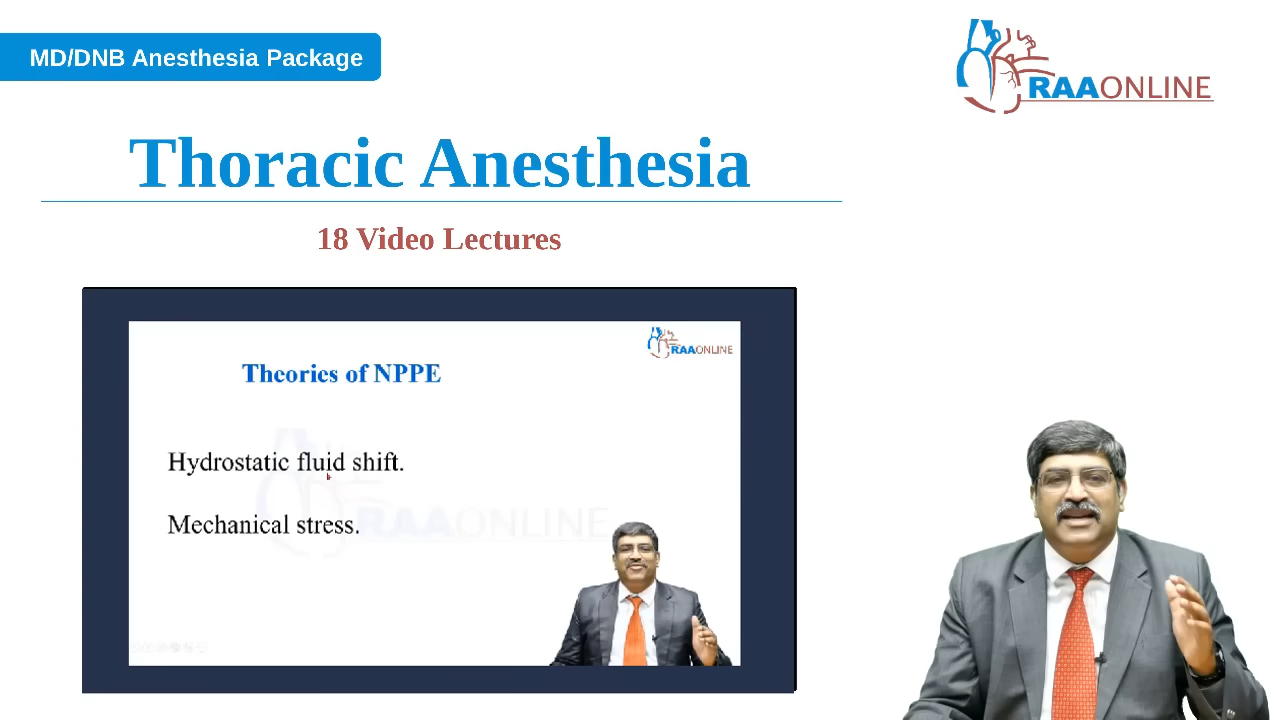 MD/DNB Anesthesia Package
RAAONLINE
Thoracic Anesthesia
18 Video Lectures
RAAONLINE
Theories of NPPE
Hydrostatic fluid shift.
Mechanical stress.
RAAONLINE